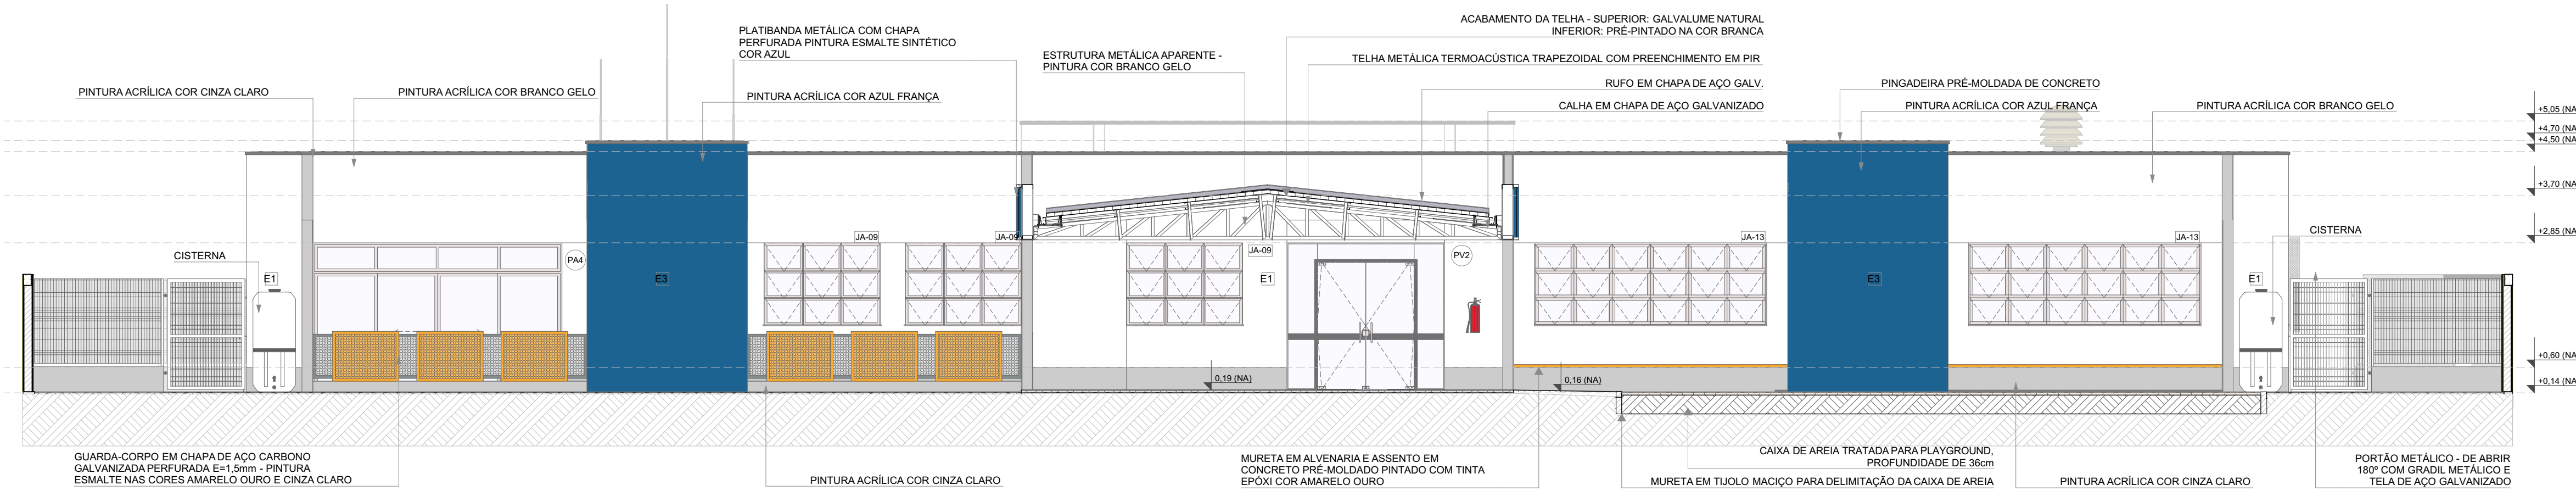 ACABAMENTO DA TELHA - SUPERIOR: GALVALUME NATURAL
INFERIOR: PRÉ-PINTADO NA COR BRANCA
PLATIBANDA METÁLICA COM CHAPA
PERFURADA PINTURA ESMALTE SINTÉTICO
COR AZUL
ESTRUTURA METÁLICA APARENTE -
PINTURA COR BRANCO GELO
TELHA METÁLICA TERMOACÚSTICA TRAPEZOIDAL COM PREENCHIMENTO EM PIR
PINTURA ACRÍLICA COR CINZA CLARO
PINTURA ACRÍLICA COR BRANCO GELO
PINTURA ACRÍLICA COR AZUL FRANÇA
RUFO EM CHAPA DE AÇO GALV.
CALHA EM CHAPA DE AÇO GALVANIZADO
PINGADEIRA PRÉ-MOLDADA DE CONCRETO
PINTURA ACRÍLICA COR AZUL FRANÇA
PINTURA ACRÍLICA COR BRANCO GELO
+5,05 (NA
+4,70 (NA
+4,50 (NA
+3,70 (NA
+2,85 (NA
JA-09
JA-09
JA-09
JA-13
JA-13
CISTERNA
PA4
PV2
CISTERNA
E1
E3
E1
E3
E1
+0,60 (NA
0,19 (NA)
0,16 (NA)
+0,14 (NA
GUARDA-CORPO EM CHAPA DE AÇO CARBONO
GALVANIZADA PERFURADA E=1,5mm - PINTURA
ESMALTE NAS CORES AMARELO OURO E CINZA CLARO
PINTURA ACRÍLICA COR CINZA CLARO
MURETA EM ALVENARIA E ASSENTO EM
CONCRETO PRÉ-MOLDADO PINTADO COM TINTA
EPÓXI COR AMARELO OURO
CAIXA DE AREIA TRATADA PARA PLAYGROUND,
PROFUNDIDADE DE 36cm
MURETA EM TIJOLO MACIÇO PARA DELIMITAÇÃO DA CAIXA DE AREIA
PINTURA ACRÍLICA COR CINZA CLARO
PORTÃO METÁLICO - DE ABRIR
180º COM GRADIL METÁLICO E
TELA DE AÇO GALVANIZADO